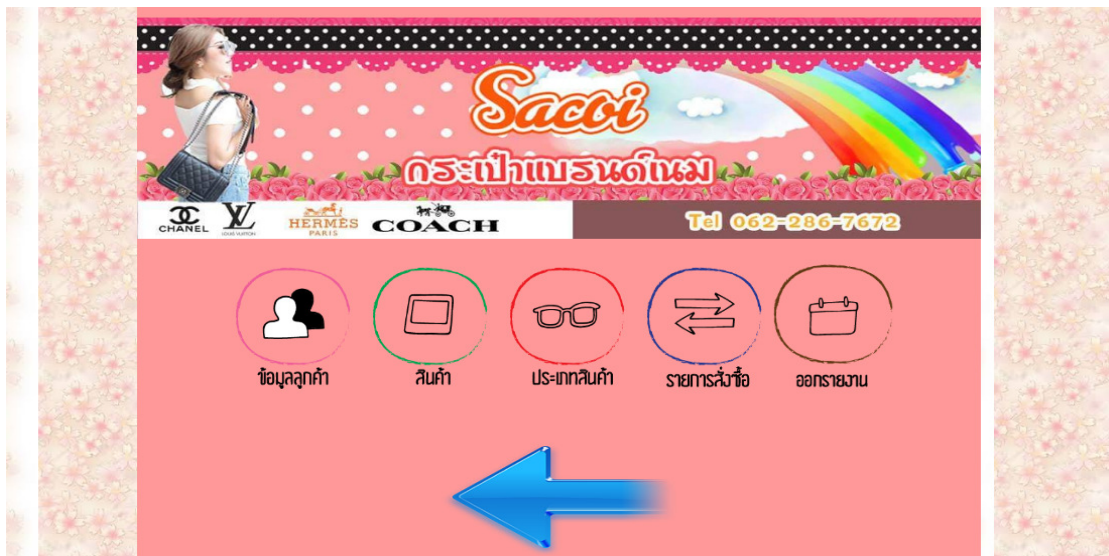 Sacoi
กระเป๋าแบรนด์เนม
CHANEL
LOUIS VUITTON
HERMÈS
PARIS
COACH
Tel 062-286-7672
ข้อมูลลูกค้า
สินค้า
ประเภทสินค้า
รายการสั่งซื้อ
ออกรายงาน